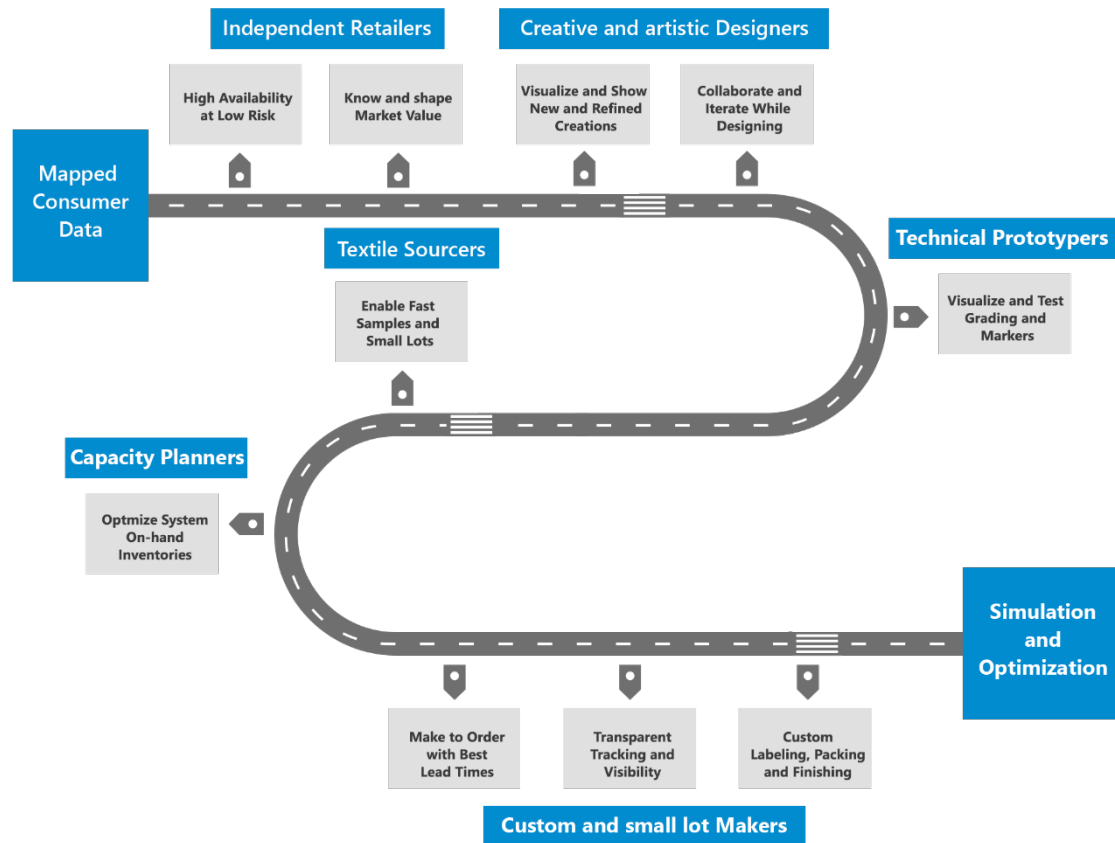 Independent Retailers
Creative and artistic Designers
High Availability
at Low Risk
Know and shape
Market Value
Visualize and Show
New and Refined
Creations
Collaborate and
Iterate While
Designing
Mapped
Consumer
Data
Textile Sourcers
Technical Prototypers
Enable Fast
Samples and
Small Lots
Visualize and Test
Grading and
Markers
Capacity Planners
Optmize System
On-hand
Inventories
Simulation
and
Optimization
Make to Order
with Best
Lead Times
Transparent
Tracking and
Visibility
Custom
Labeling, Packing
and Finishing
Custom and small lot Makers